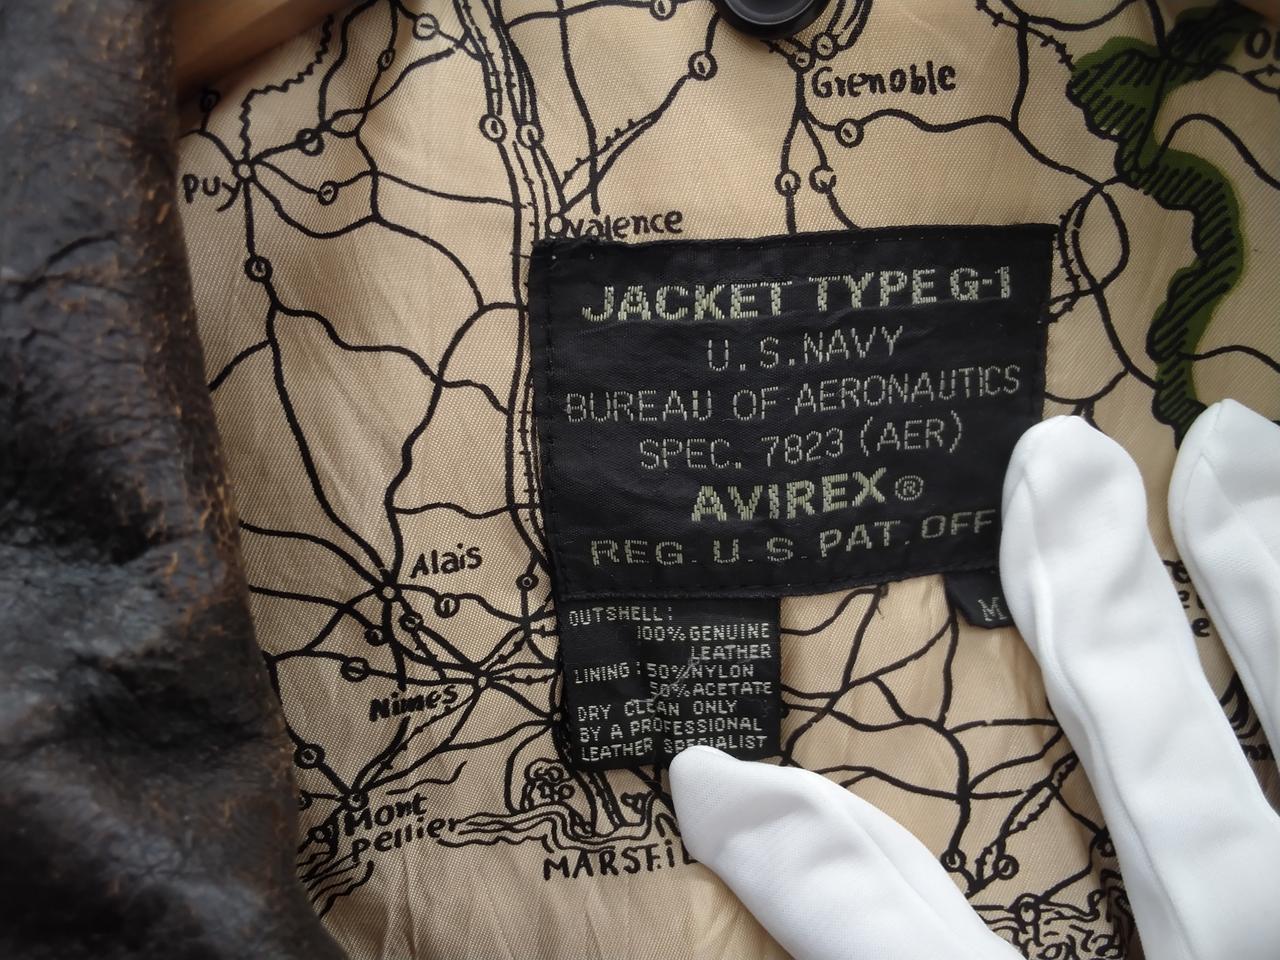 Grenoble
Puy
Valence
JACKET TYPE G-1
U.S.NAVY
BUREAU OF AERONAUTICS
SPEC. 7823 (AER)
AVIREX®
REG. U.S. PAT. OFF
Alais
M
OUTSHELL:
100% GENUINE
LEATHER
LINING: 50% NYLON
50% ACETATE
DRY CLEAN ONLY
BY A PROFESSIONAL
LEATHER SPECIALIST
Nimes
Mont
pellier
MARSEIL